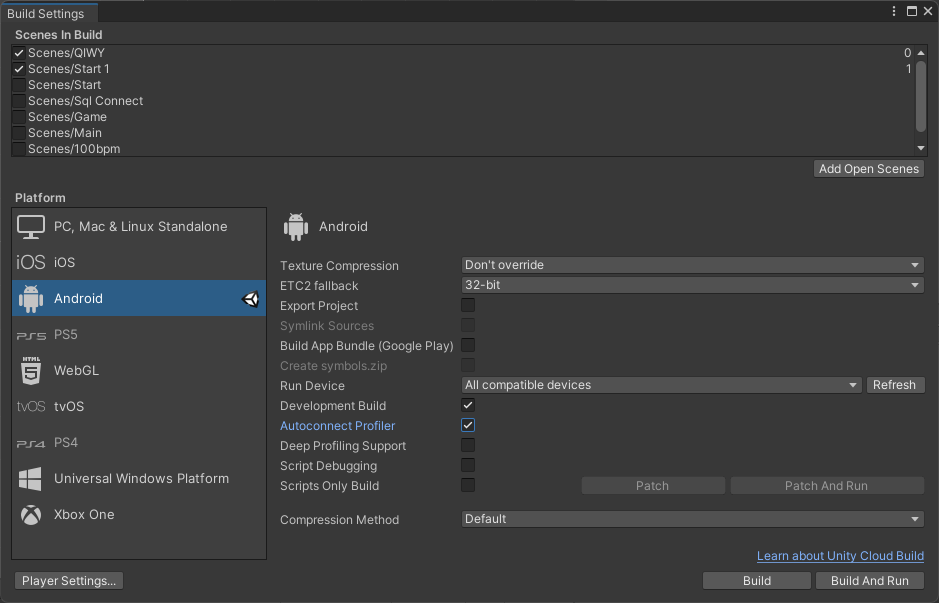 Build Settings
Scenes In Build
Scenes/QIWY 0
Scenes/Start 1 1
Scenes/Start
Scenes/Sql Connect
Scenes/Game
Scenes/Main
Scenes/100bpm
Add Open Scenes
Platform
PC, Mac & Linux Standalone
iOS iOS
Android
PS5 PS5
HTML 5 WebGL
tvOS tvOS
PS4 PS4
Universal Windows Platform
Xbox One
Android
Texture Compression Don't override
ETC2 fallback 32-bit
Export Project
Symlink Sources
Build App Bundle (Google Play)
Create symbols.zip
Run Device All compatible devices Refresh
Development Build
Autoconnect Profiler
Deep Profiling Support
Script Debugging
Scripts Only Build Patch Patch And Run
Compression Method Default
Learn about Unity Cloud Build
Player Settings... Build Build And Run